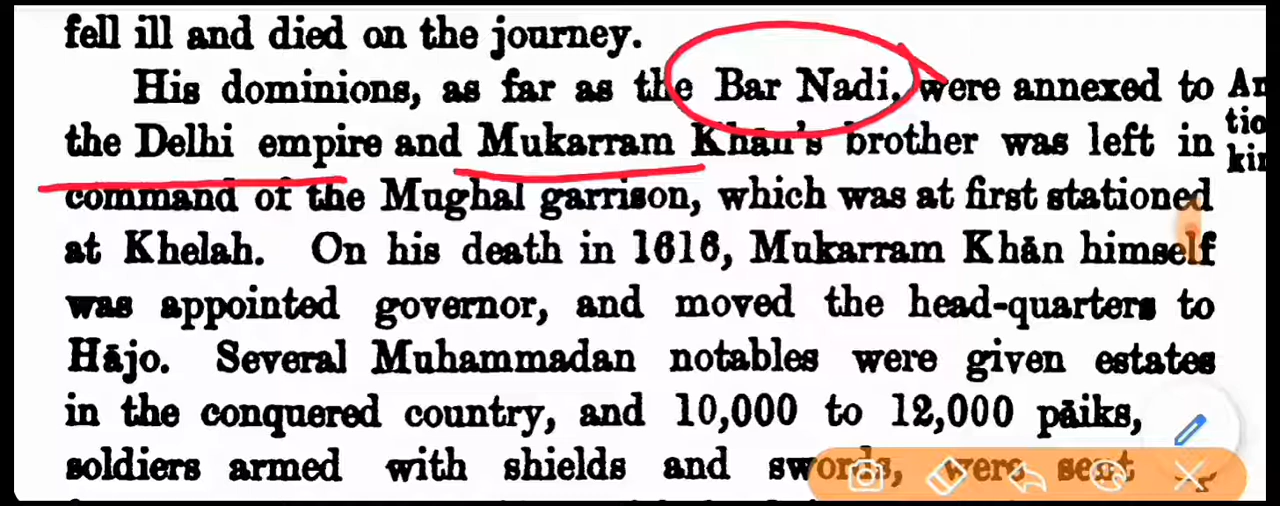 fell ill and died on the journey.
His dominions, as far as the Bar Nadi, were annexed to
the Delhi empire and Mukarram Khān's brother was left in
command of the Mughal garrison, which was at first stationed
at Khelah. On his death in 1616, Mukarram Khān himself
was appointed governor, and moved the head-quarters to
Hājo. Several Muhammadan notables were given estates
in the conquered country, and 10,000 to 12,000 pāiks,
soldiers armed with shields and swords, were sent